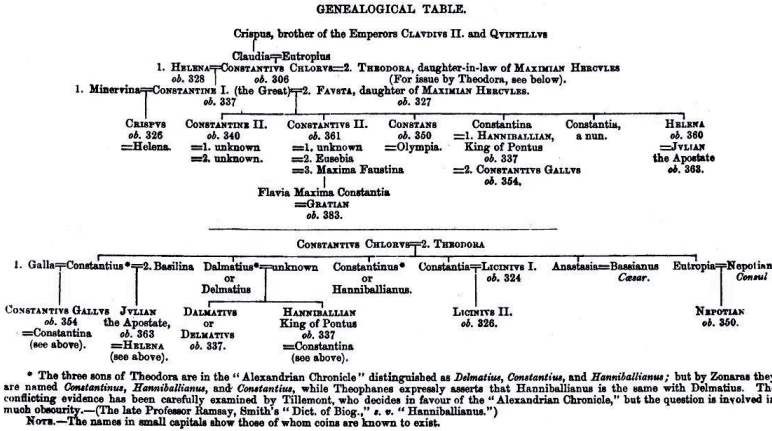 GENEALOGICAL TABLE.
Crispus, brother of the Emperors CLAVDIVS II. and QVINTILLVS
Claudia=Eutropius
1. HELENA=CONSTANTIVS CHLORVS=2. THEODORA, daughter-in-law of MAXIMIAN HERCVLES
ob. 328 ob. 306 (For issue by Theodora, see below).
1. Minervina=CONSTANTINE I. (the Great)=2. FAVSTA, daughter of MAXIMIAN HERCVLES.
ob. 337 ob. 327
CRISPVS CONSTANTINE II. CONSTANTIVS II. CONSTANS Constantina Constantia, HELENA
ob. 326 ob. 340 ob. 361 ob. 350 =1. HANNIBALLIAN, a nun. ob. 360
=Helena. =1. unknown =1. unknown =Olympia. King of Pontus =JVLIAN
=2. unknown. =2. Eusebia ob. 337 the Apostate
=3. Maxima Faustina =2. CONSTANTIVS GALLVS ob. 363.
ob. 354.
Flavia Maxima Constantia
=GRATIAN
ob. 383.
CONSTANTIVS CHLORVS=2. THEODORA
1. Galla=Constantius*=2. Basilina Dalmatius*=unknown Constantinus* Constantia=LICINIVS I. Anastasia=Bassianus Eutropia=Nepotian
or or ob. 324 Cæsar. Consul
Delmatius Hanniballianus.
CONSTANTIVS GALLVS JVLIAN DALMATIVS HANNIBALLIAN LICINIVS II. NEPOTIAN
ob. 354 the Apostate, or King of Pontus ob. 326. ob. 350.
=Constantina ob. 363 DELMATIVS ob. 337
(see above). =HELENA ob. 337. =Constantina
(see above). (see above).
* The three sons of Theodora are in the "Alexandrian Chronicle" distinguished as Delmatius, Constantius, and Hanniballianus; but by Zonaras they
are named Constantinus, Hanniballianus, and Constantius, while Theophanes expressly asserts that Hanniballianus is the same with Delmatius. Th
conflicting evidence has been carefully examined by Tillemont, who decides in favour of the "Alexandrian Chronicle," but the question is involved i
much obscurity.—(The late Professor Ramsay, Smith's "Dict. of Biog.," s. v. "Hanniballianus.")
NOTE.—The names in small capitals show those of whom coins are known to exist.